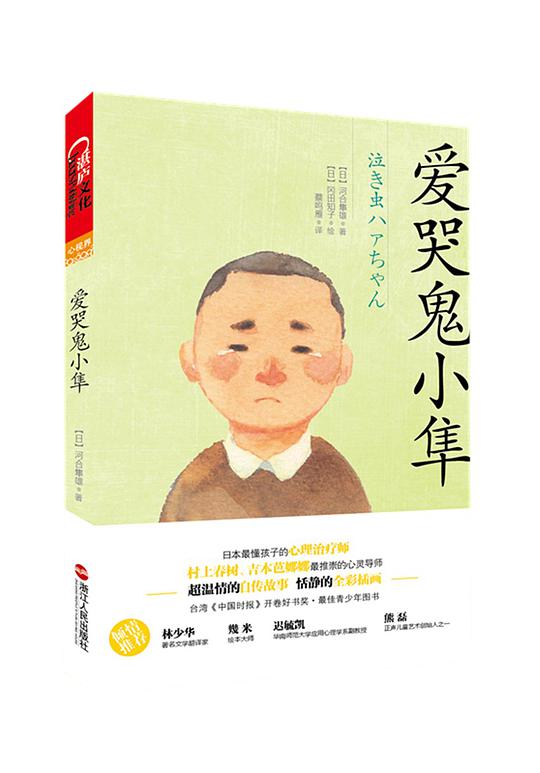 爱哭鬼小隼
泣き虫ハァちゃん
[日] 河合隼雄 著
[日] 冈田知子 绘
蔡鸣雁 译
湛庐文化
心视界
爱哭鬼小隼
[日] 河合隼雄 著
浙江人民出版社
日本最懂孩子的心理治疗师
村上春树、吉本芭娜娜最推崇的心灵导师
超温情的自传故事 恬静的全彩插画
台湾《中国时报》开卷好书奖·最佳青少年图书
倾情推荐
林少华 幾米 迟毓凯 熊磊
著名文学翻译家 绘本大师 华南师范大学应用心理学系副教授 正声儿童艺术创始人之一